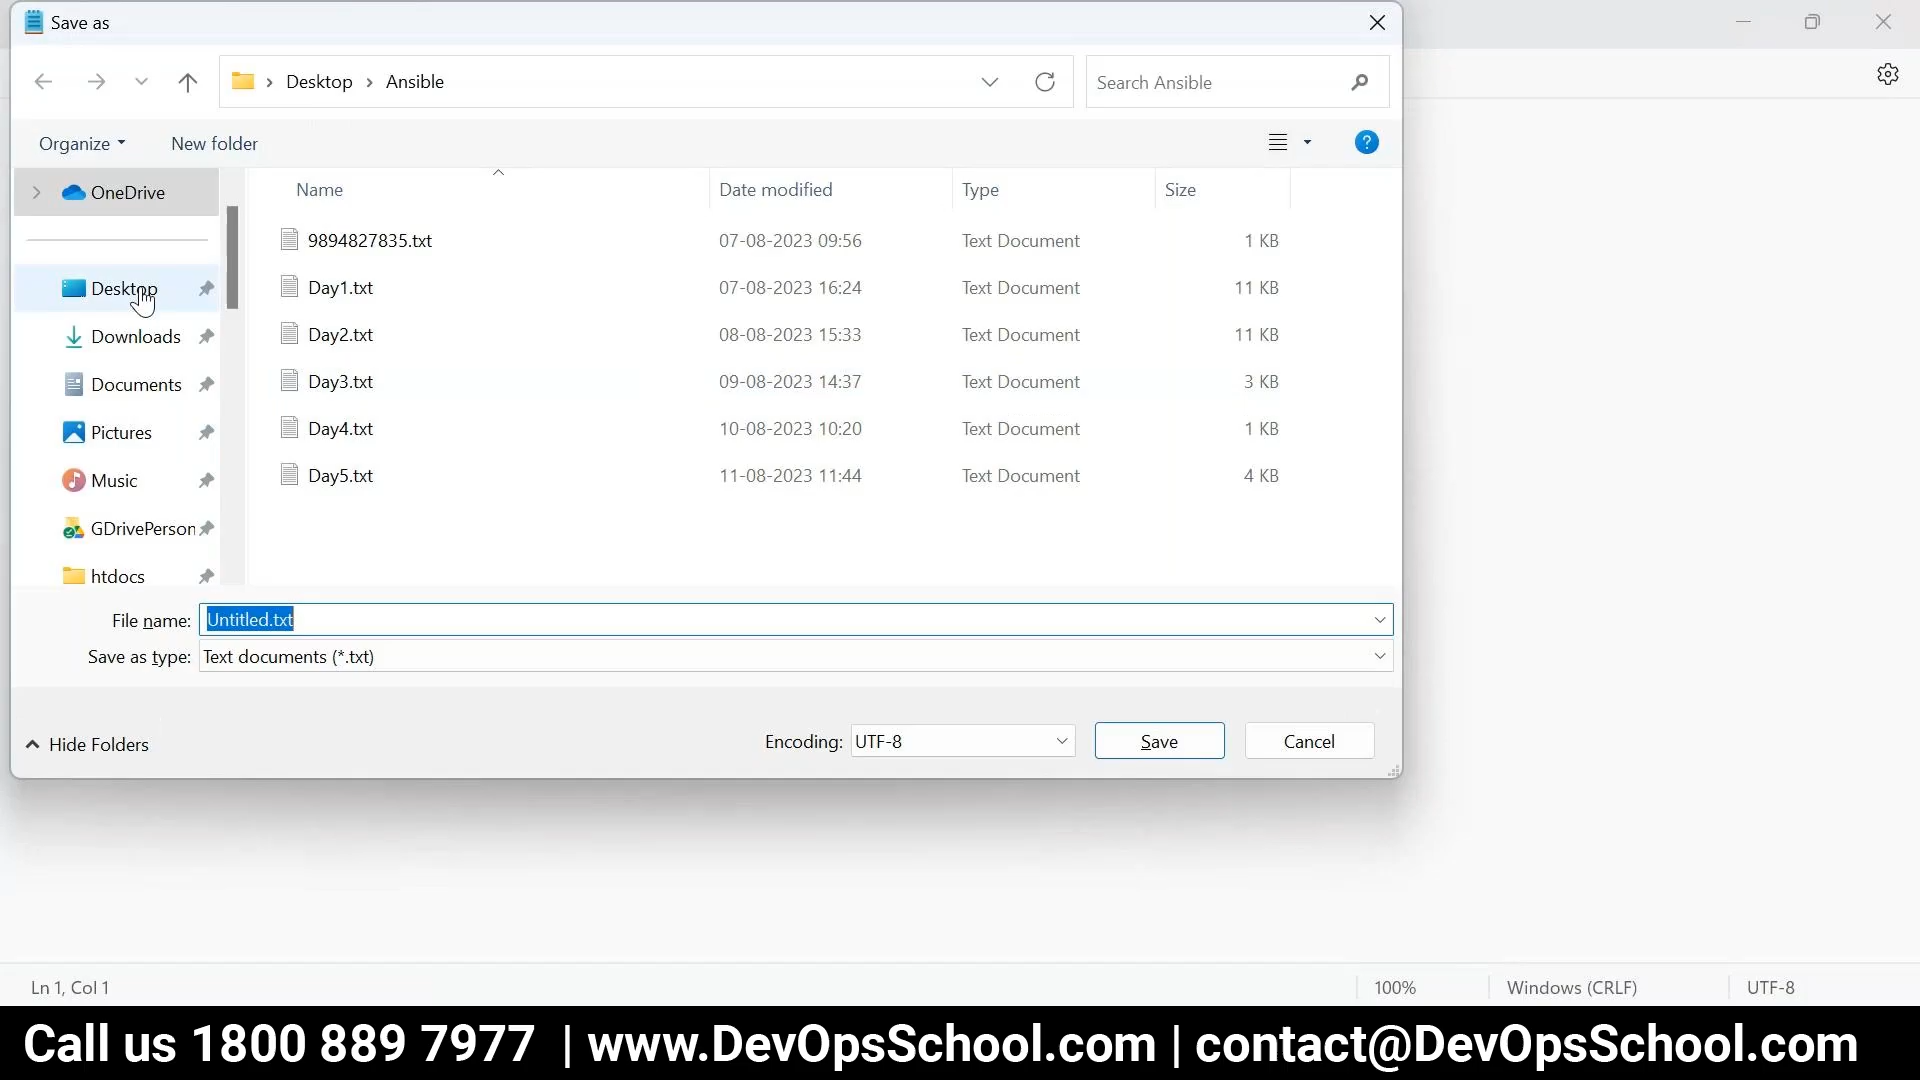 Save as
Desktop > Ansible
Search Ansible
Organize
New folder
?
OneDrive
Desktop
Downloads
Documents
Pictures
Music
GDrivePerson
htdocs
Name Date modified Type Size
9894827835.txt 07-08-2023 09:56 Text Document 1 KB
Day1.txt 07-08-2023 16:24 Text Document 11 KB
Day2.txt 08-08-2023 15:33 Text Document 11 KB
Day3.txt 09-08-2023 14:37 Text Document 3 KB
Day4.txt 10-08-2023 10:20 Text Document 1 KB
Day5.txt 11-08-2023 11:44 Text Document 4 KB
File name: Untitled.txt
Save as type: Text documents (*.txt)
Hide Folders
Encoding: UTF-8
Save
Cancel
Ln 1, Col 1
100%
Windows (CRLF)
UTF-8
Call us 1800 889 7977 | www.DevOpsSchool.com | contact@DevOpsSchool.com